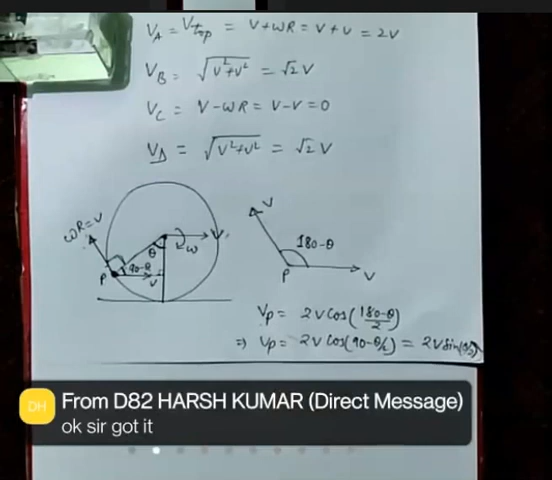 V_A = V_top = V+ωR = V+V = 2V
V_B = √V²+V² = √2 V
V_C = V-ωR = V-V = 0
V_D = √V²+V² = √2 V
ωR=V
V
θ
ω
90-θ
P
V
V
180-θ
P
V
V_P = 2V cos(180-θ/2)
⇒ V_P = 2V cos(90-θ/2) = 2V sin(θ/2)
DH
From D82 HARSH KUMAR (Direct Message)
ok sir got it